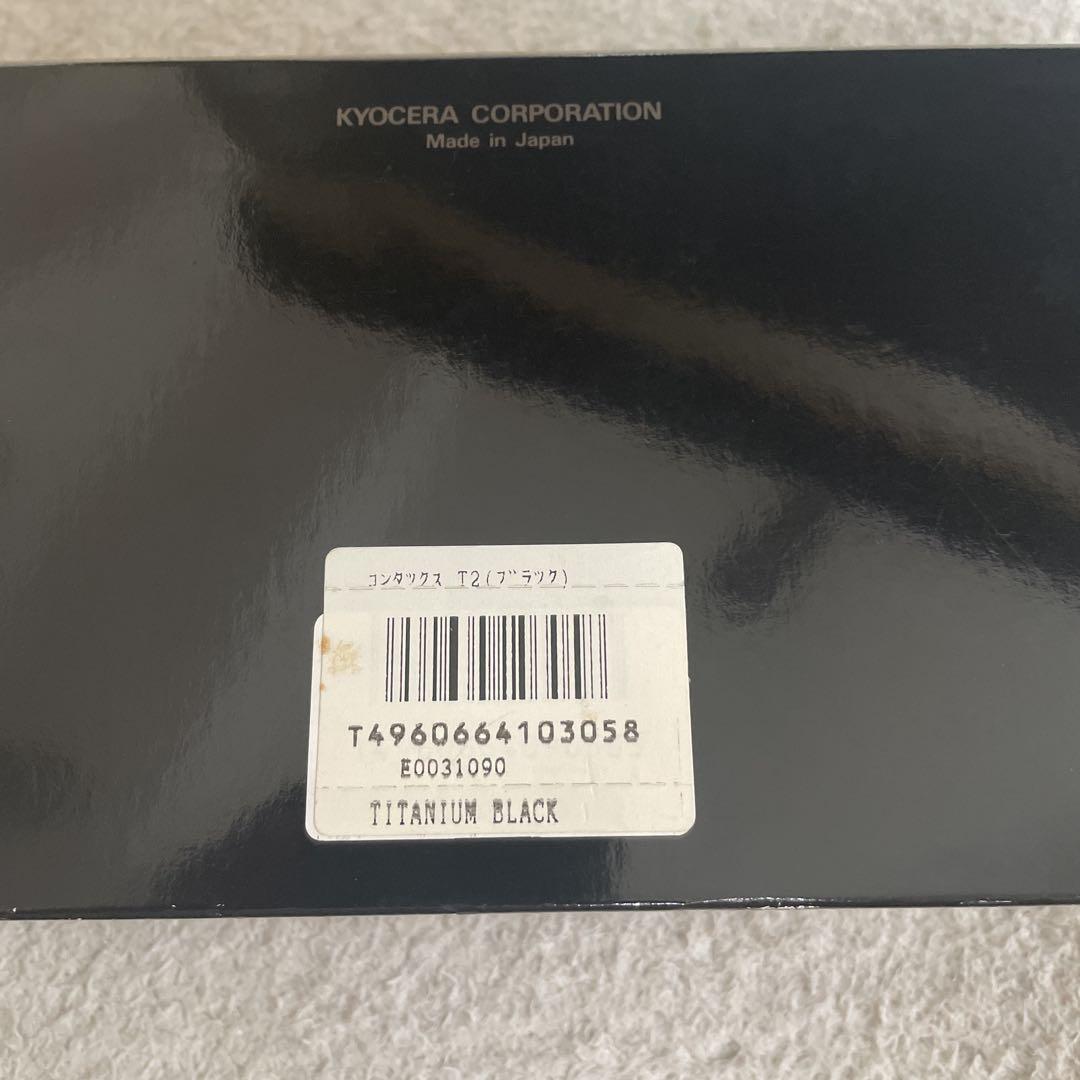 KYOCERA CORPORATION
Made in Japan
コンタックス T2(ブラック)
T4960664103058
E0031090
TITANIUM BLACK